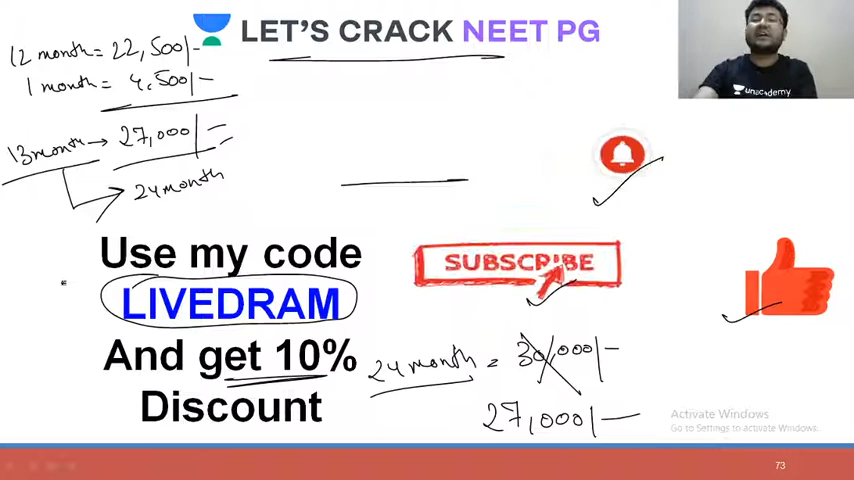 LET'S CRACK NEET PG
12 month = 22,500/-
1 month = 4,500/-
13 month → 27,000/-
24 month
unacademy
Use my code
LIVEDRAM
And get 10%
Discount
SUBSCRIBE
24 month = 30,000/-
27,000/-
Activate Windows
Go to Settings to activate Windows.
73